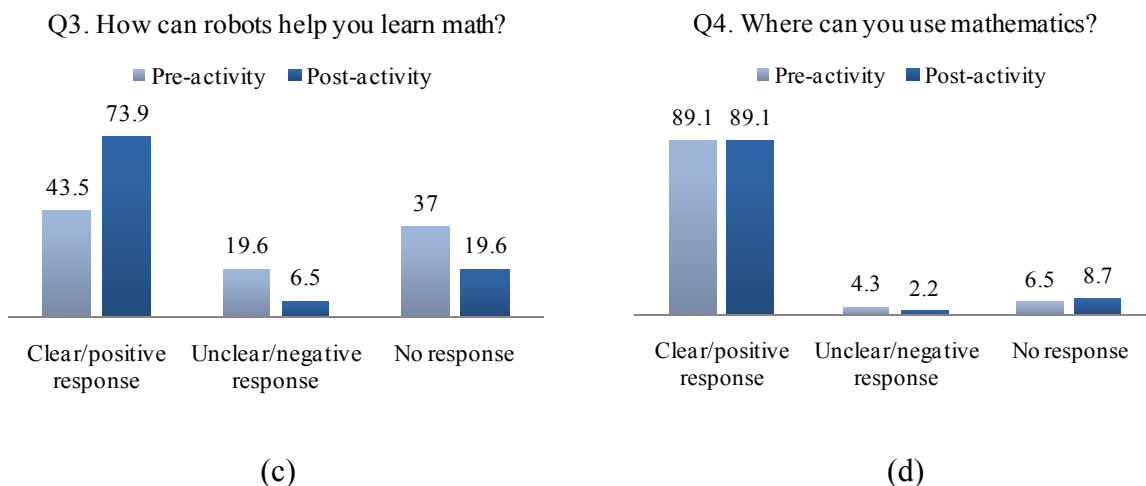 Q3. How can robots help you learn math?
Pre-activity Post-activity
73.9
43.5
37
19.6
19.6
6.5
Clear/positive response
Unclear/negative response
No response
(c)
Q4. Where can you use mathematics?
Pre-activity Post-activity
89.1 89.1
4.3
2.2
6.5
8.7
Clear/positive response
Unclear/negative response
No response
(d)